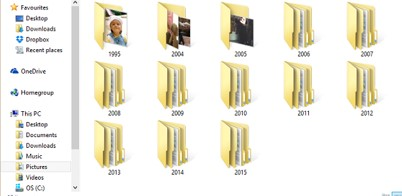 Favourites
Desktop
Downloads
Dropbox
Recent places
OneDrive
Homegroup
This PC
Desktop
Documents
Downloads
Music
Pictures
Videos
OS (C:)
1995 2004 2005 2006 2007
2008 2009 2010 2011 2012
2013 2014 2015